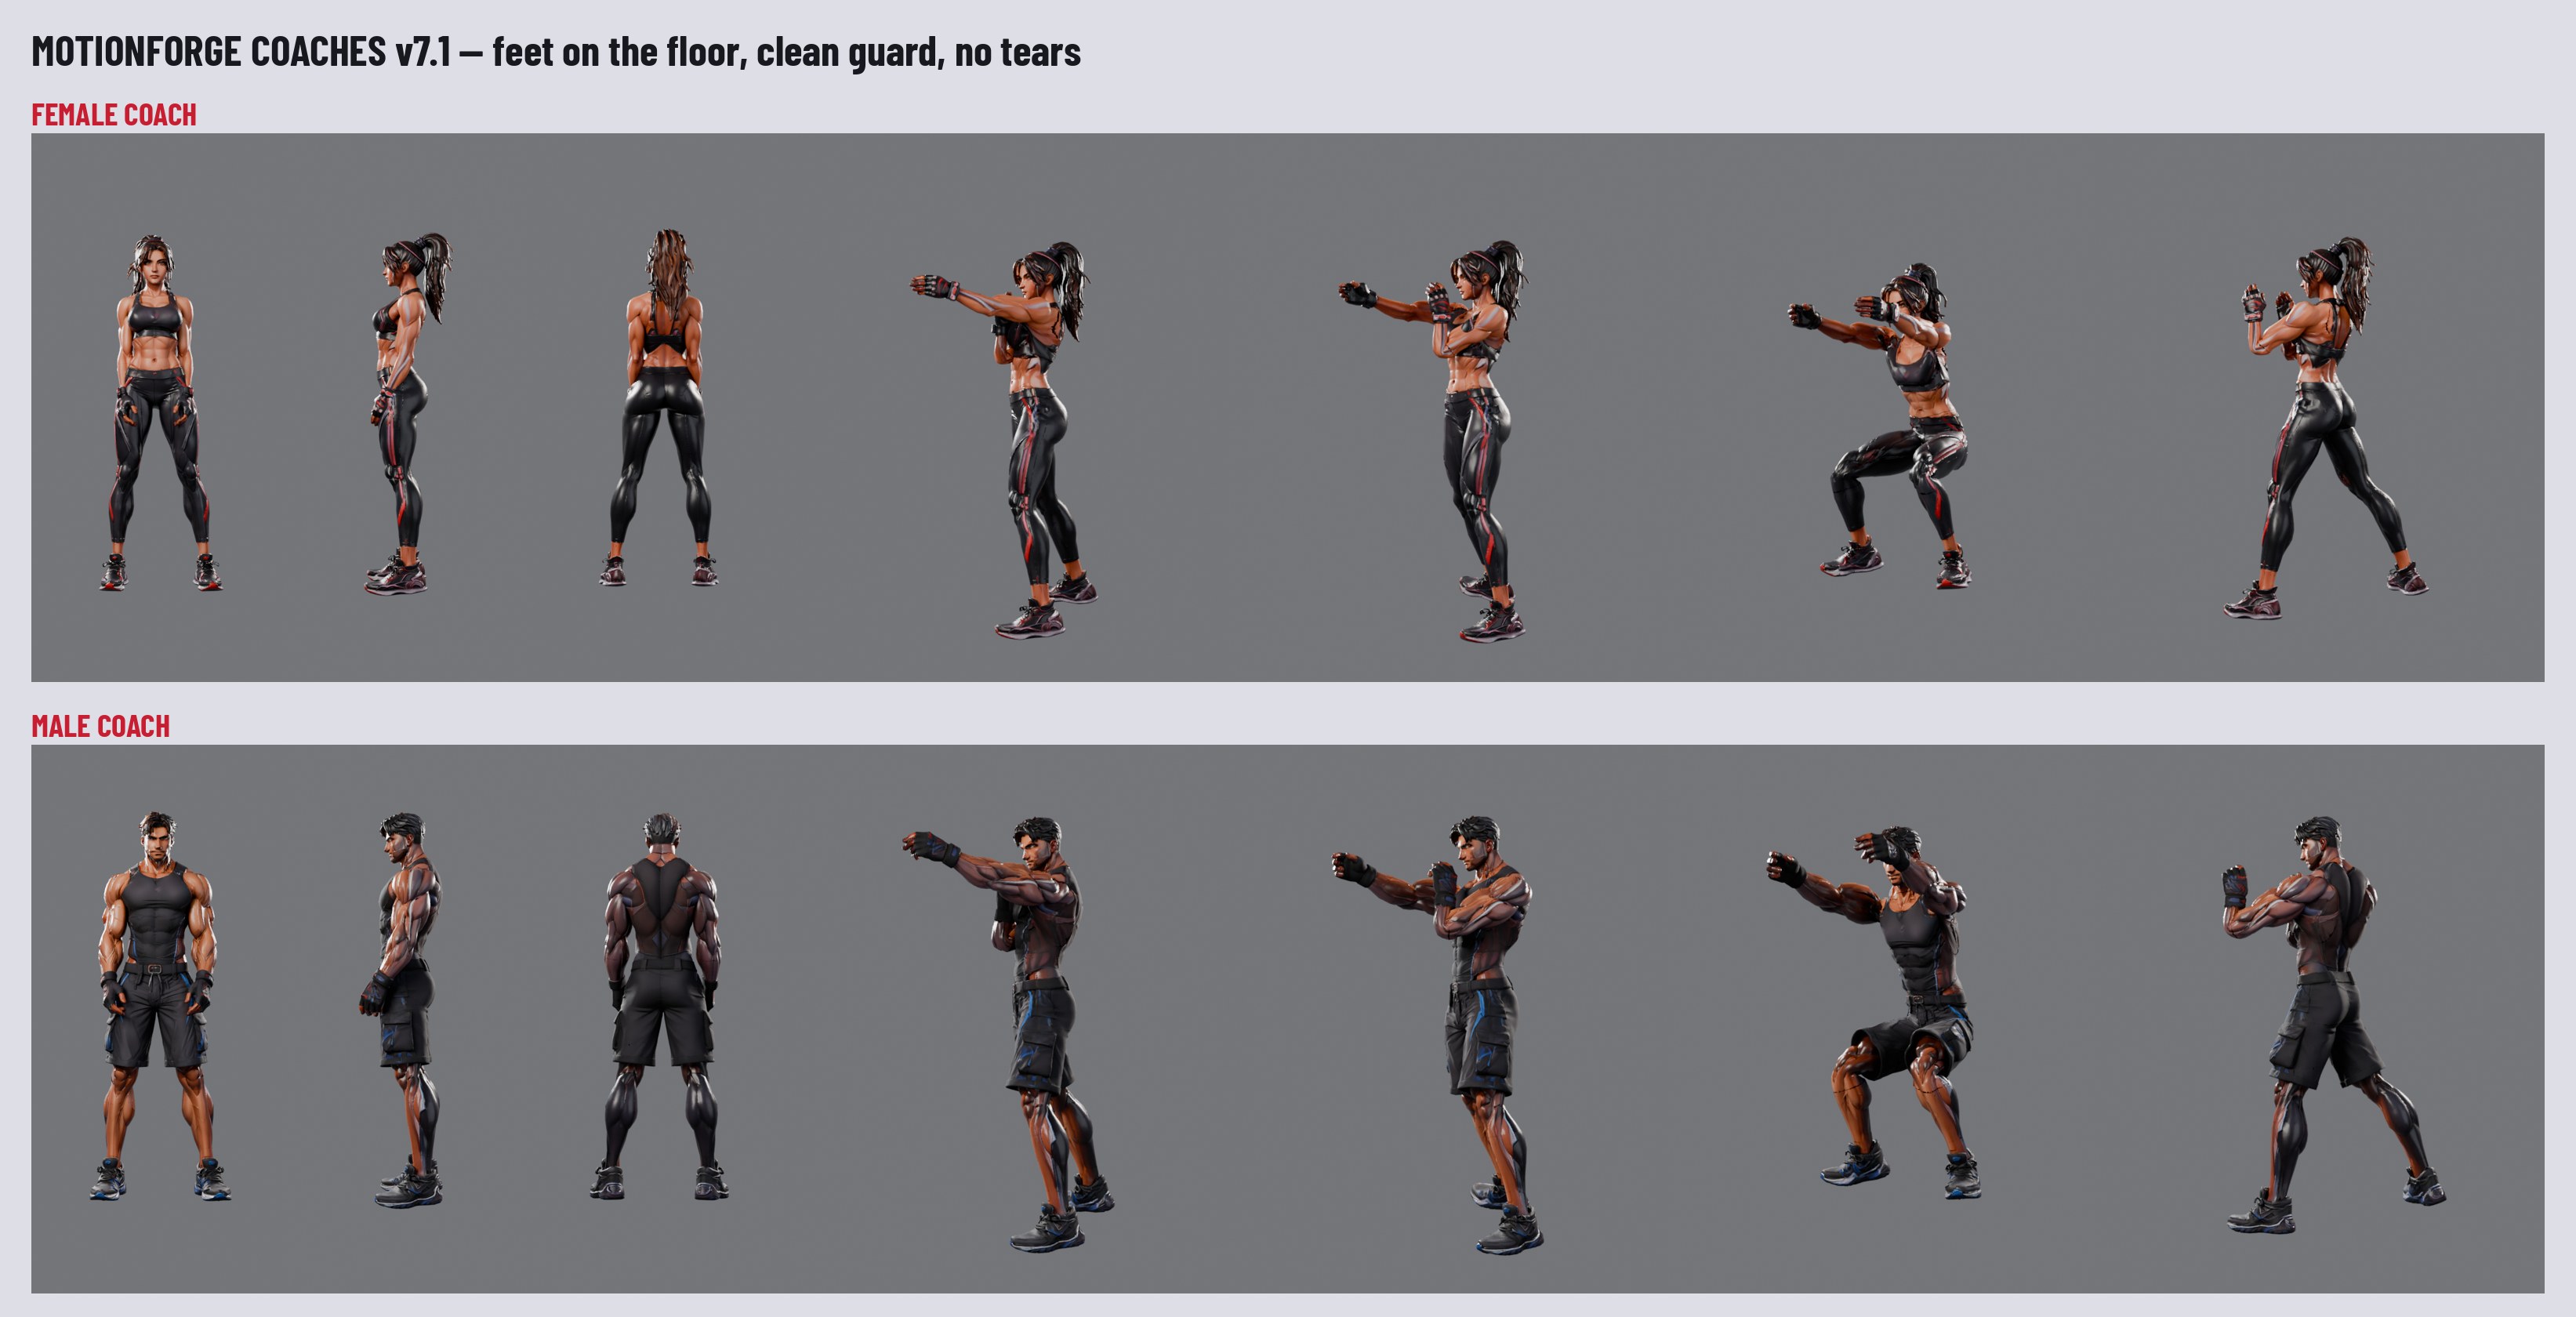 MOTIONFORGE COACHES v7.1 — feet on the floor, clean guard, no tears
FEMALE COACH
MALE COACH